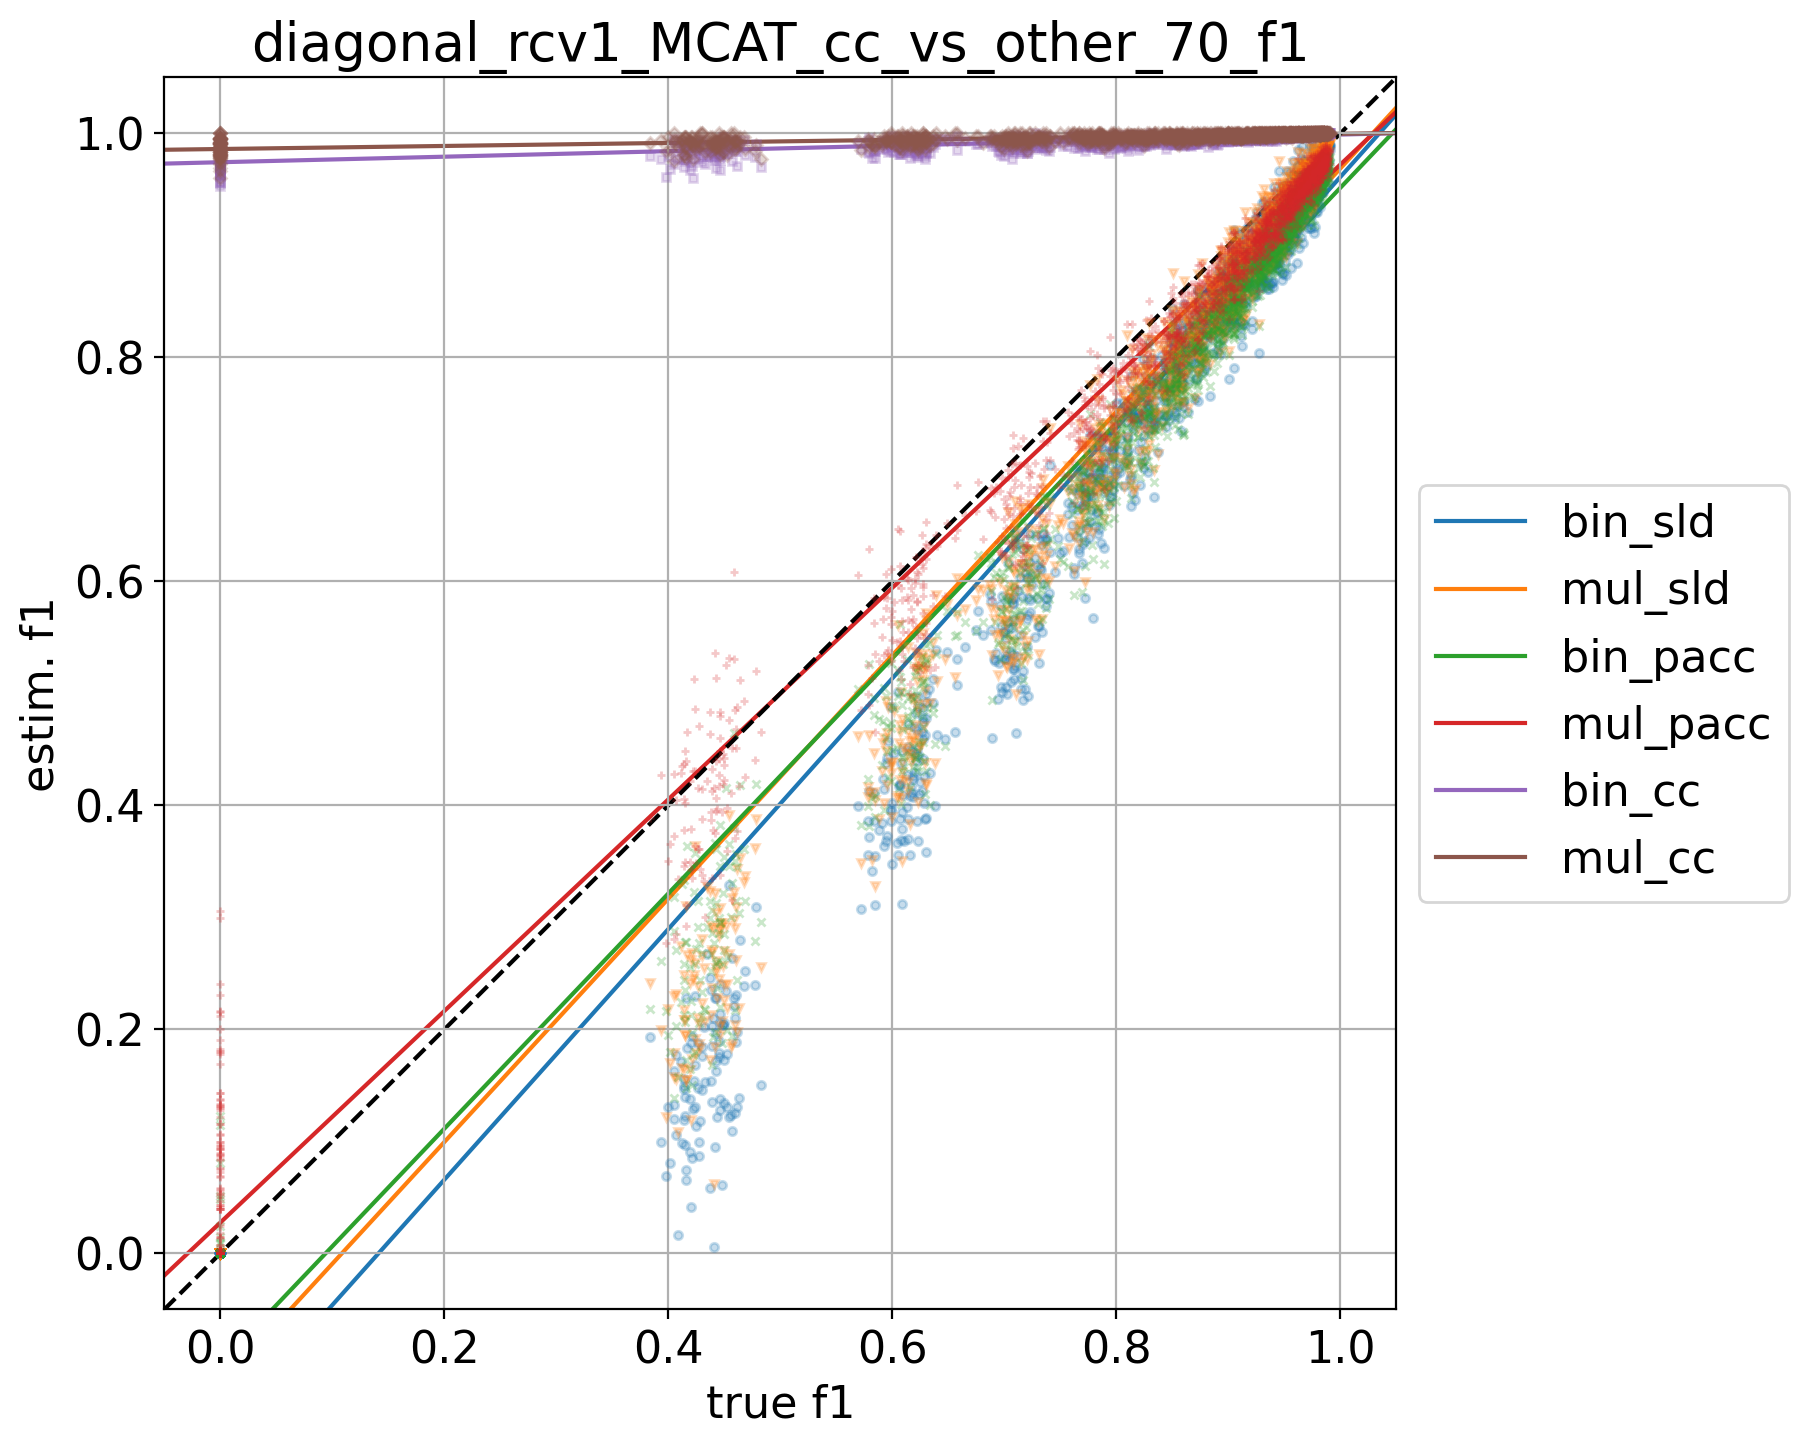 diagonal_rcv1_MCAT_cc_vs_other_70_f1
1.0
0.8
0.6
0.4
0.2
0.0
estim. f1
0.0 0.2 0.4 0.6 0.8 1.0
true f1
bin_sld
mul_sld
bin_pacc
mul_pacc
bin_cc
mul_cc